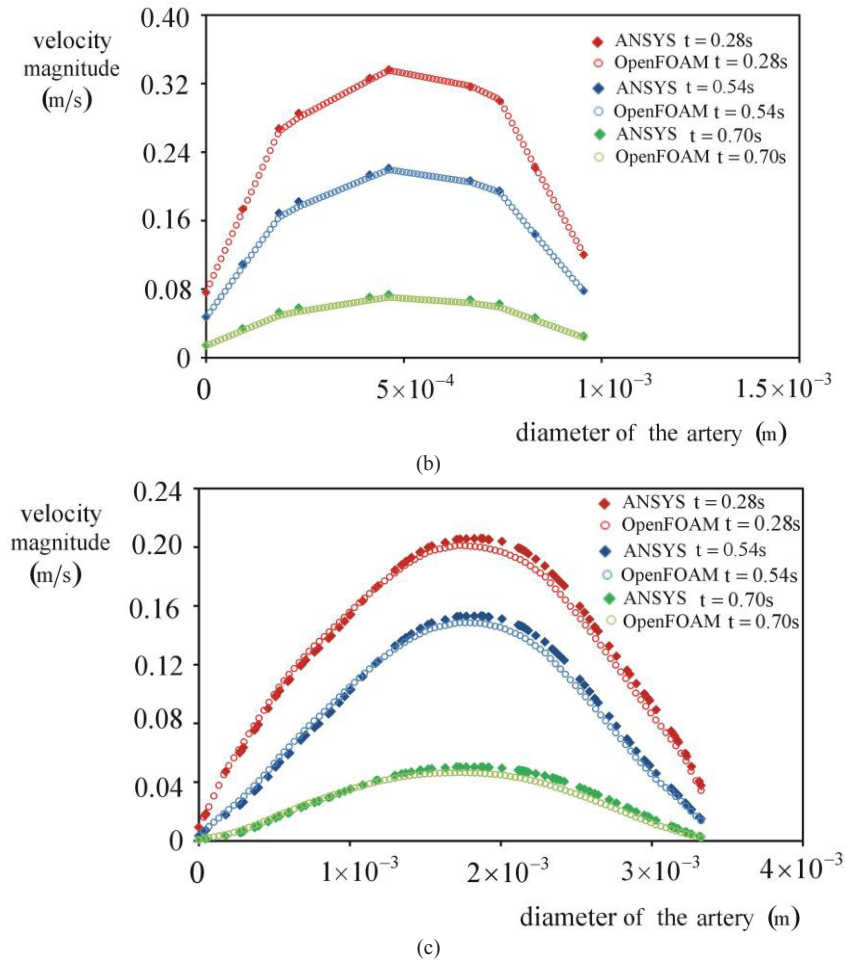 velocity
magnitude
(m/s)
0.40
0.32
0.24
0.16
0.08
0
ANSYS t = 0.28s
OpenFOAM t = 0.28s
ANSYS t = 0.54s
OpenFOAM t = 0.54s
ANSYS t = 0.70s
OpenFOAM t = 0.70s
0 5×10⁻⁴ 1×10⁻³ 1.5×10⁻³
diameter of the artery (m)
(b)
velocity
magnitude
(m/s)
0.24
0.20
0.16
0.12
0.08
0.04
0
ANSYS t = 0.28s
OpenFOAM t = 0.28s
ANSYS t = 0.54s
OpenFOAM t = 0.54s
ANSYS t = 0.70s
OpenFOAM t = 0.70s
0 1×10⁻³ 2×10⁻³ 3×10⁻³ 4×10⁻³
diameter of the artery (m)
(c)